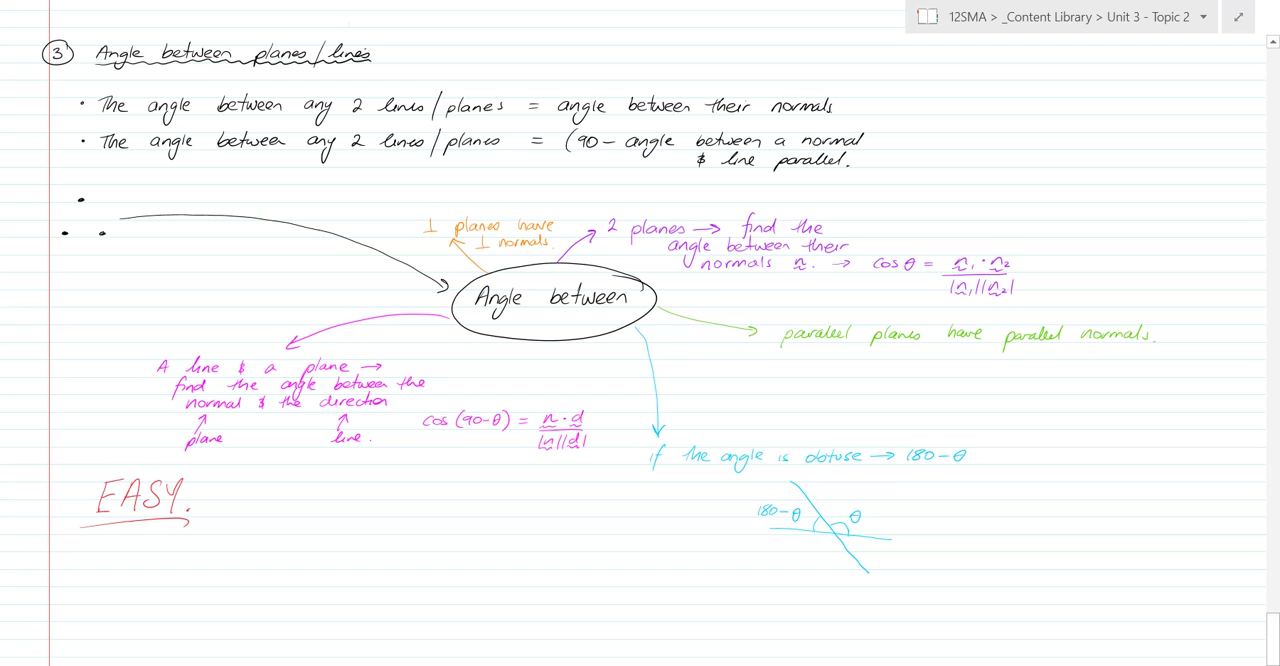 12SMA > _Content Library > Unit 3 - Topic 2
③ Angle between planes/lines
• The angle between any 2 lines/planes = angle between their normals
• The angle between any 2 lines/planes = (90 - angle between a normal
& line parallel.
⊥ planes have
⊥ normals.
2 planes → find the
angle between their
normals n. → cos θ = n₁ · n₂ / |n₁||n₂|
Angle between
parallel planes have parallel normals.
A line & a plane →
find the angle between the
normal & the direction
plane line.
cos (90-θ) = n · d / |n||d|
if the angle is obtuse → 180 - θ
EASY.
180-θ θ